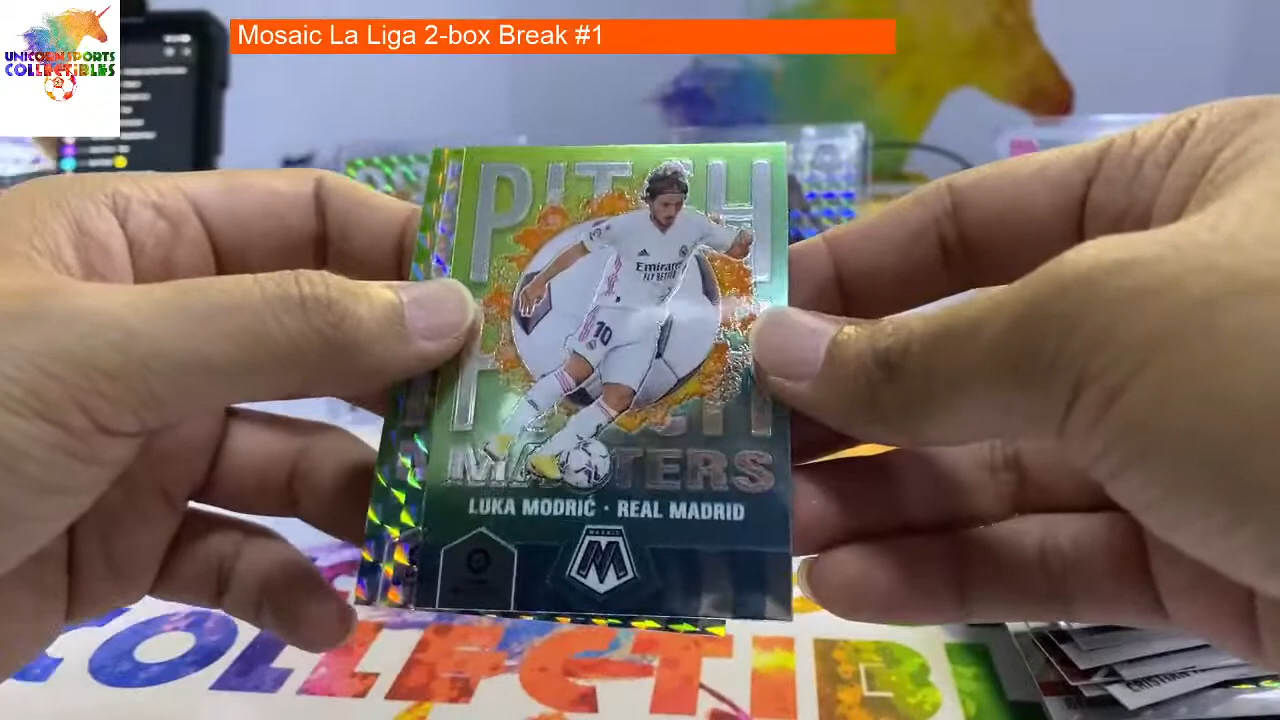 Mosaic La Liga 2-box Break #1
UNICORN SPORTS
COLLECTIBLES
PITCH
Emirates
FLY BETTER
10
MASTERS
LUKA MODRIĆ · REAL MADRID
MOSAIC
M
COLLECTIB